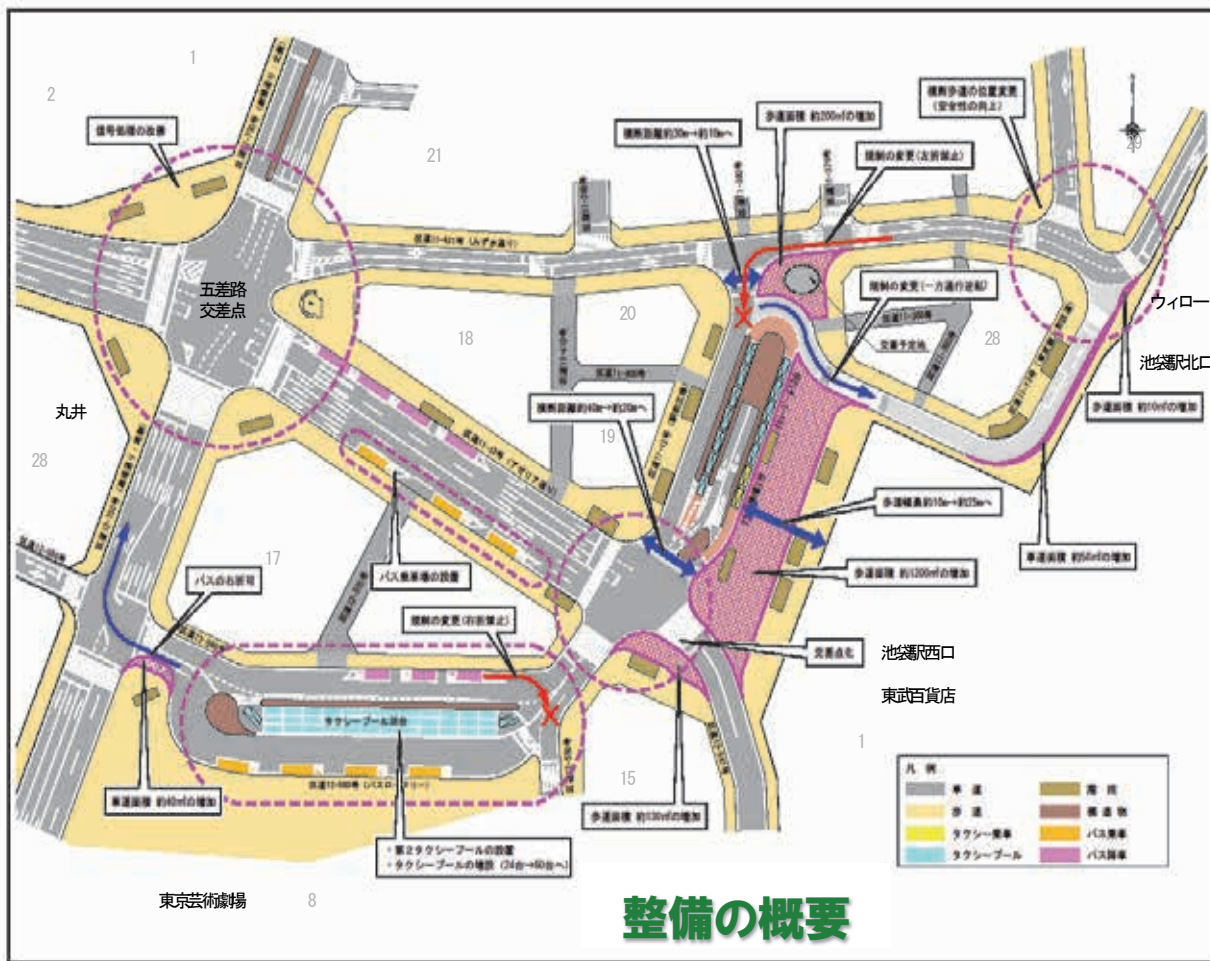 1
2
信号処理の改善
21
横断距離約30m→約10mへ
歩道面積 約200㎡の増加
規制の変更(左折禁止)
横断歩道の位置変更
(安全性の向上)
29
五差路
交差点
規制の変更(一方通行逆転)
20
18
28
交番予定地
ウィロード
池袋駅北口
歩道面積 約10㎡の増加
丸井
横断距離約40m→約20mへ
19
28
歩道幅員約10m→約25mへ
車道面積 約50㎡の増加
17
バスの右折可
バス乗車場の設置
歩道面積 約1200㎡の増加
規制の変更(右折禁止)
交差点化
池袋駅西口
東武百貨店
1
15
車道面積 約40㎡の増加
歩道面積 約130㎡の増加
・第2タクシープールの設置
・タクシープールの増設 (24台→60台へ)
凡例
車道
階段
歩道
構造物
タクシー乗車
バス乗車
タクシープール
バス降車
東京芸術劇場
8
整備の概要